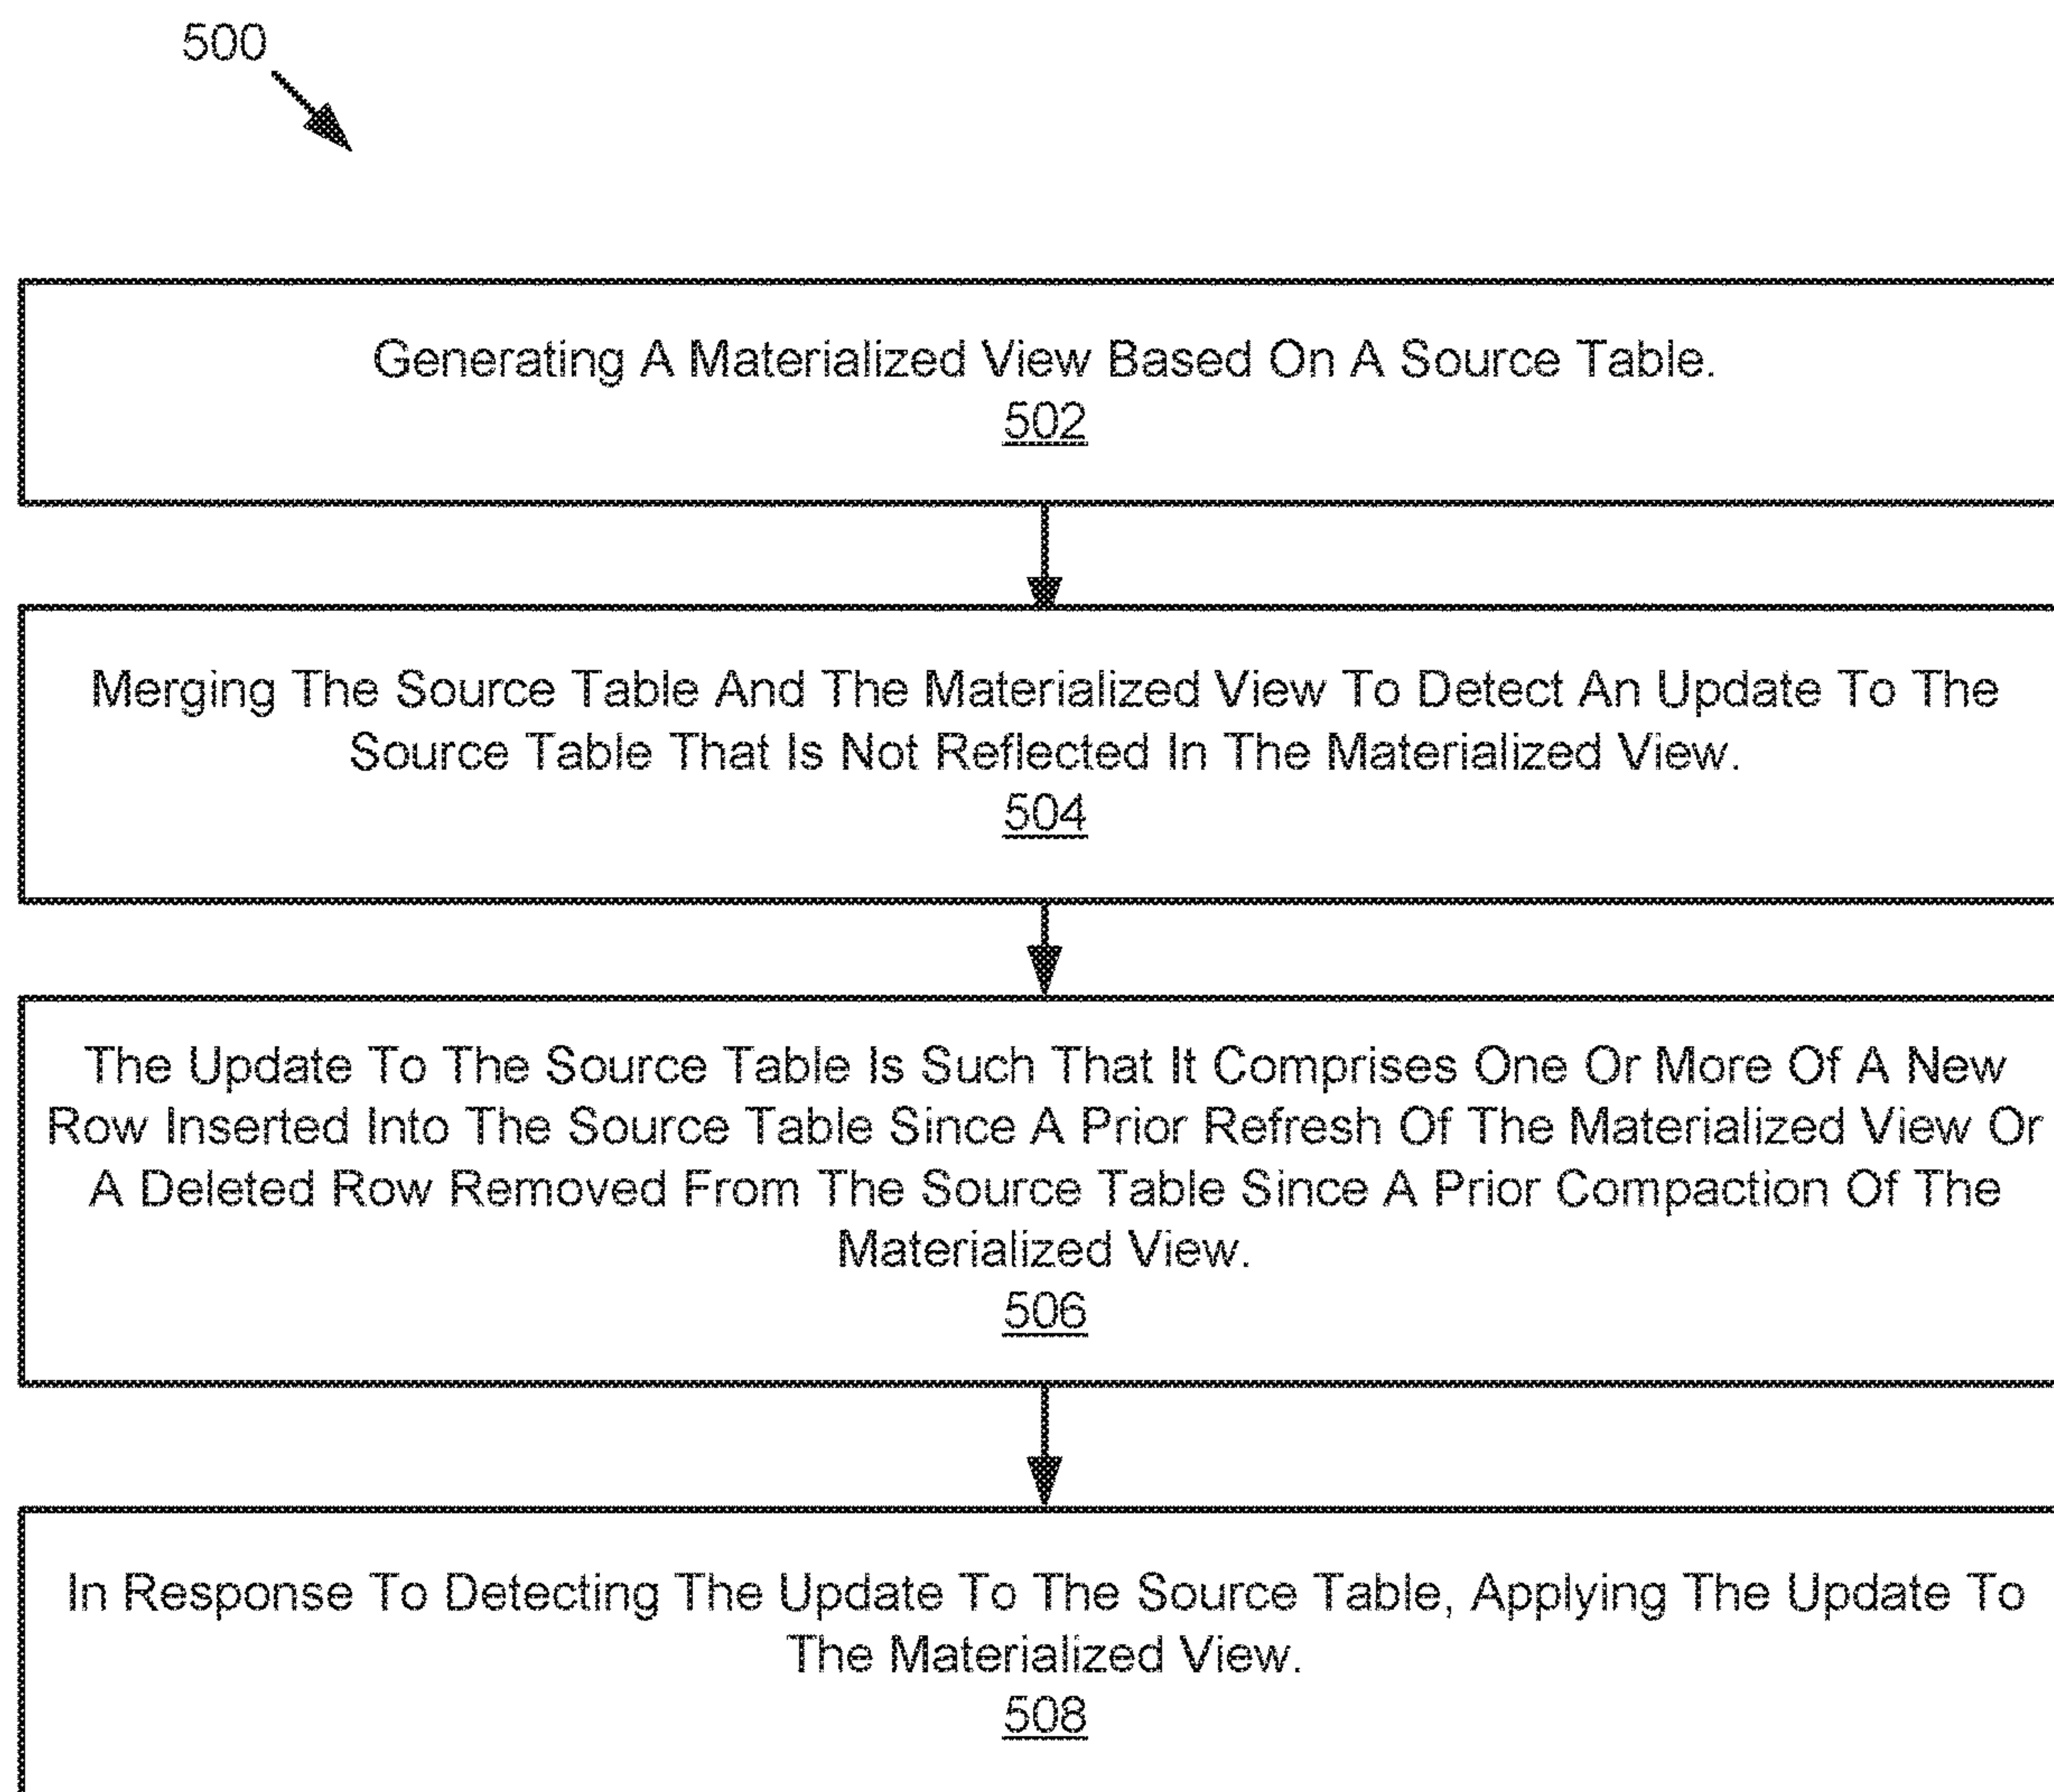 500
Generating A Materialized View Based On A Source Table.
502
Merging The Source Table And The Materialized View To Detect An Update To The
Source Table That Is Not Reflected In The Materialized View.
504
The Update To The Source Table Is Such That It Comprises One Or More Of A New
Row Inserted Into The Source Table Since A Prior Refresh Of The Materialized View Or
A Deleted Row Removed From The Source Table Since A Prior Compaction Of The
Materialized View.
506
In Response To Detecting The Update To The Source Table, Applying The Update To
The Materialized View.
508